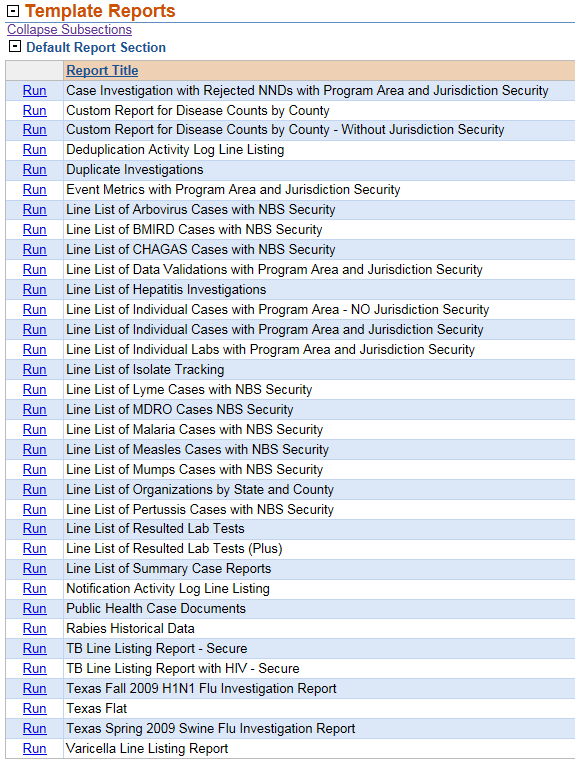 Template Reports
Collapse Subsections
Default Report Section
Report Title
Run Case Investigation with Rejected NNDs with Program Area and Jurisdiction Security
Run Custom Report for Disease Counts by County
Run Custom Report for Disease Counts by County - Without Jurisdiction Security
Run Deduplication Activity Log Line Listing
Run Duplicate Investigations
Run Event Metrics with Program Area and Jurisdiction Security
Run Line List of Arbovirus Cases with NBS Security
Run Line List of BMIRD Cases with NBS Security
Run Line List of CHAGAS Cases with NBS Security
Run Line List of Data Validations with Program Area and Jurisdiction Security
Run Line List of Hepatitis Investigations
Run Line List of Individual Cases with Program Area - NO Jurisdiction Security
Run Line List of Individual Cases with Program Area and Jurisdiction Security
Run Line List of Individual Labs with Program Area and Jurisdiction Security
Run Line List of Isolate Tracking
Run Line List of Lyme Cases with NBS Security
Run Line List of MDRO Cases NBS Security
Run Line List of Malaria Cases with NBS Security
Run Line List of Measles Cases with NBS Security
Run Line List of Mumps Cases with NBS Security
Run Line List of Organizations by State and County
Run Line List of Pertussis Cases with NBS Security
Run Line List of Resulted Lab Tests
Run Line List of Resulted Lab Tests (Plus)
Run Line List of Summary Case Reports
Run Notification Activity Log Line Listing
Run Public Health Case Documents
Run Rabies Historical Data
Run TB Line Listing Report - Secure
Run TB Line Listing Report with HIV - Secure
Run Texas Fall 2009 H1N1 Flu Investigation Report
Run Texas Flat
Run Texas Spring 2009 Swine Flu Investigation Report
Run Varicella Line Listing Report